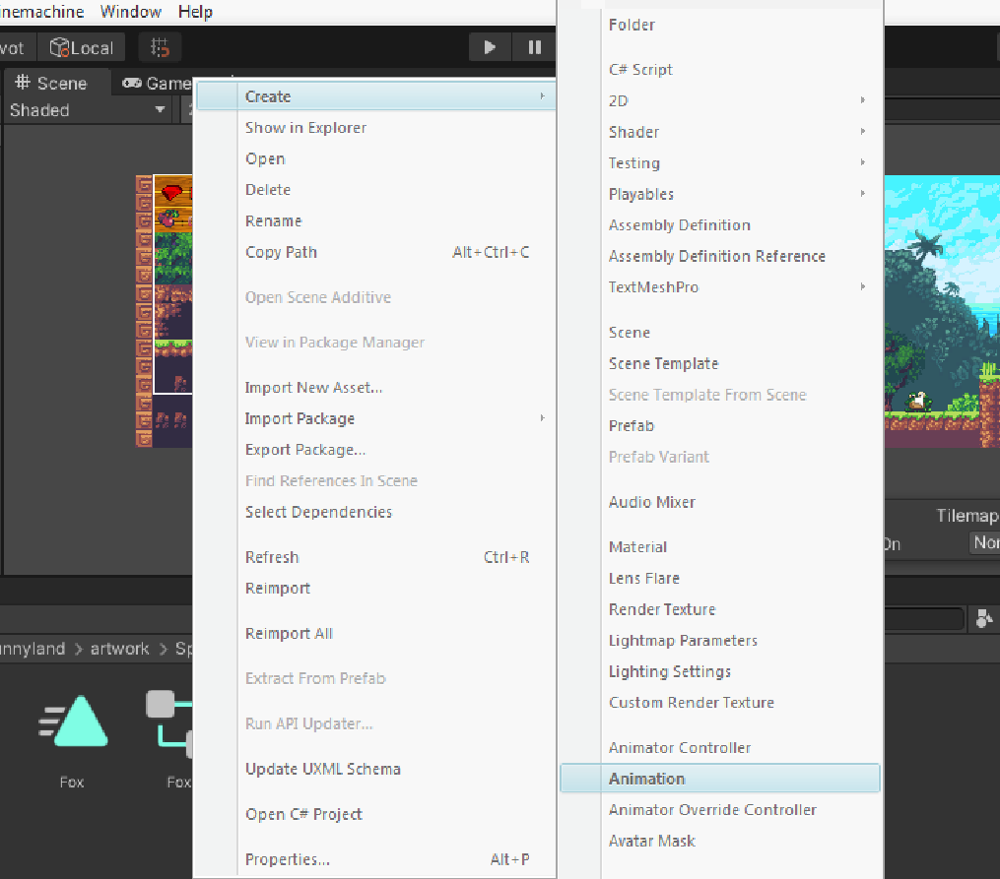 inemachine Window Help
vot Local
Scene Game
Shaded 2
Create
Show in Explorer
Open
Delete
Rename
Copy Path Alt+Ctrl+C
Open Scene Additive
View in Package Manager
Import New Asset...
Import Package
Export Package...
Find References In Scene
Select Dependencies
Refresh Ctrl+R
Reimport
Reimport All
Extract From Prefab
Run API Updater...
Update UXML Schema
Open C# Project
Properties... Alt+P
Folder
C# Script
2D
Shader
Testing
Playables
Assembly Definition
Assembly Definition Reference
TextMeshPro
Scene
Scene Template
Scene Template From Scene
Prefab
Prefab Variant
Audio Mixer
Material
Lens Flare
Render Texture
Lightmap Parameters
Lighting Settings
Custom Render Texture
Animator Controller
Animation
Animator Override Controller
Avatar Mask
Tilemap
On Nor
unnyland > artwork > Sp
Fox Fox